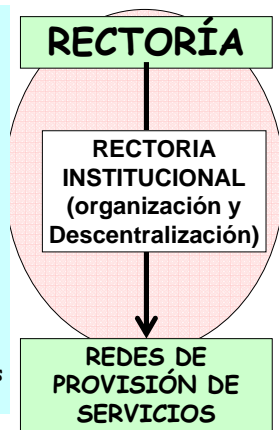 RECTORÍA
RECTORIA
INSTITUCIONAL
(organización y
Descentralización)
REDES DE
PROVISIÓN DE
SERVICIOS